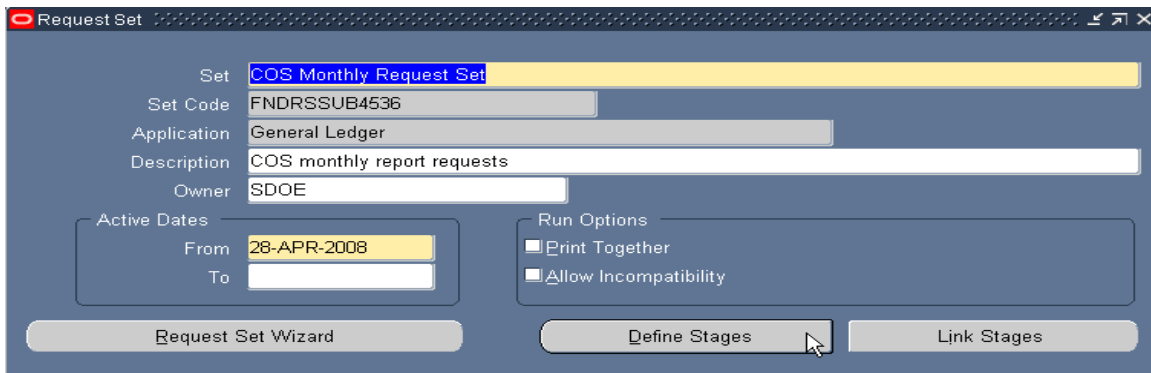 Request Set
Set COS Monthly Request Set
Set Code FNDRSSUB4536
Application General Ledger
Description COS monthly report requests
Owner SDOE
Active Dates
From 28-APR-2008
To
Run Options
Print Together
Allow Incompatibility
Request Set Wizard Define Stages Link Stages